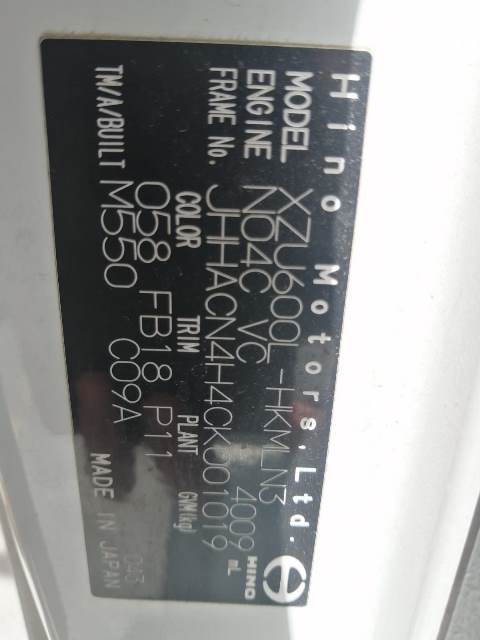 Hino Motors, Ltd. HINO
MODEL XZU600L-HKMLN3
ENGINE N04C VC 4009 mL
FRAME No. JHHACN4H4CK001019
COLOR TRIM PLANT GVM(kg)
058 FB18 P11
TM/A/BUILT M550 C09A
043
MADE IN JAPAN